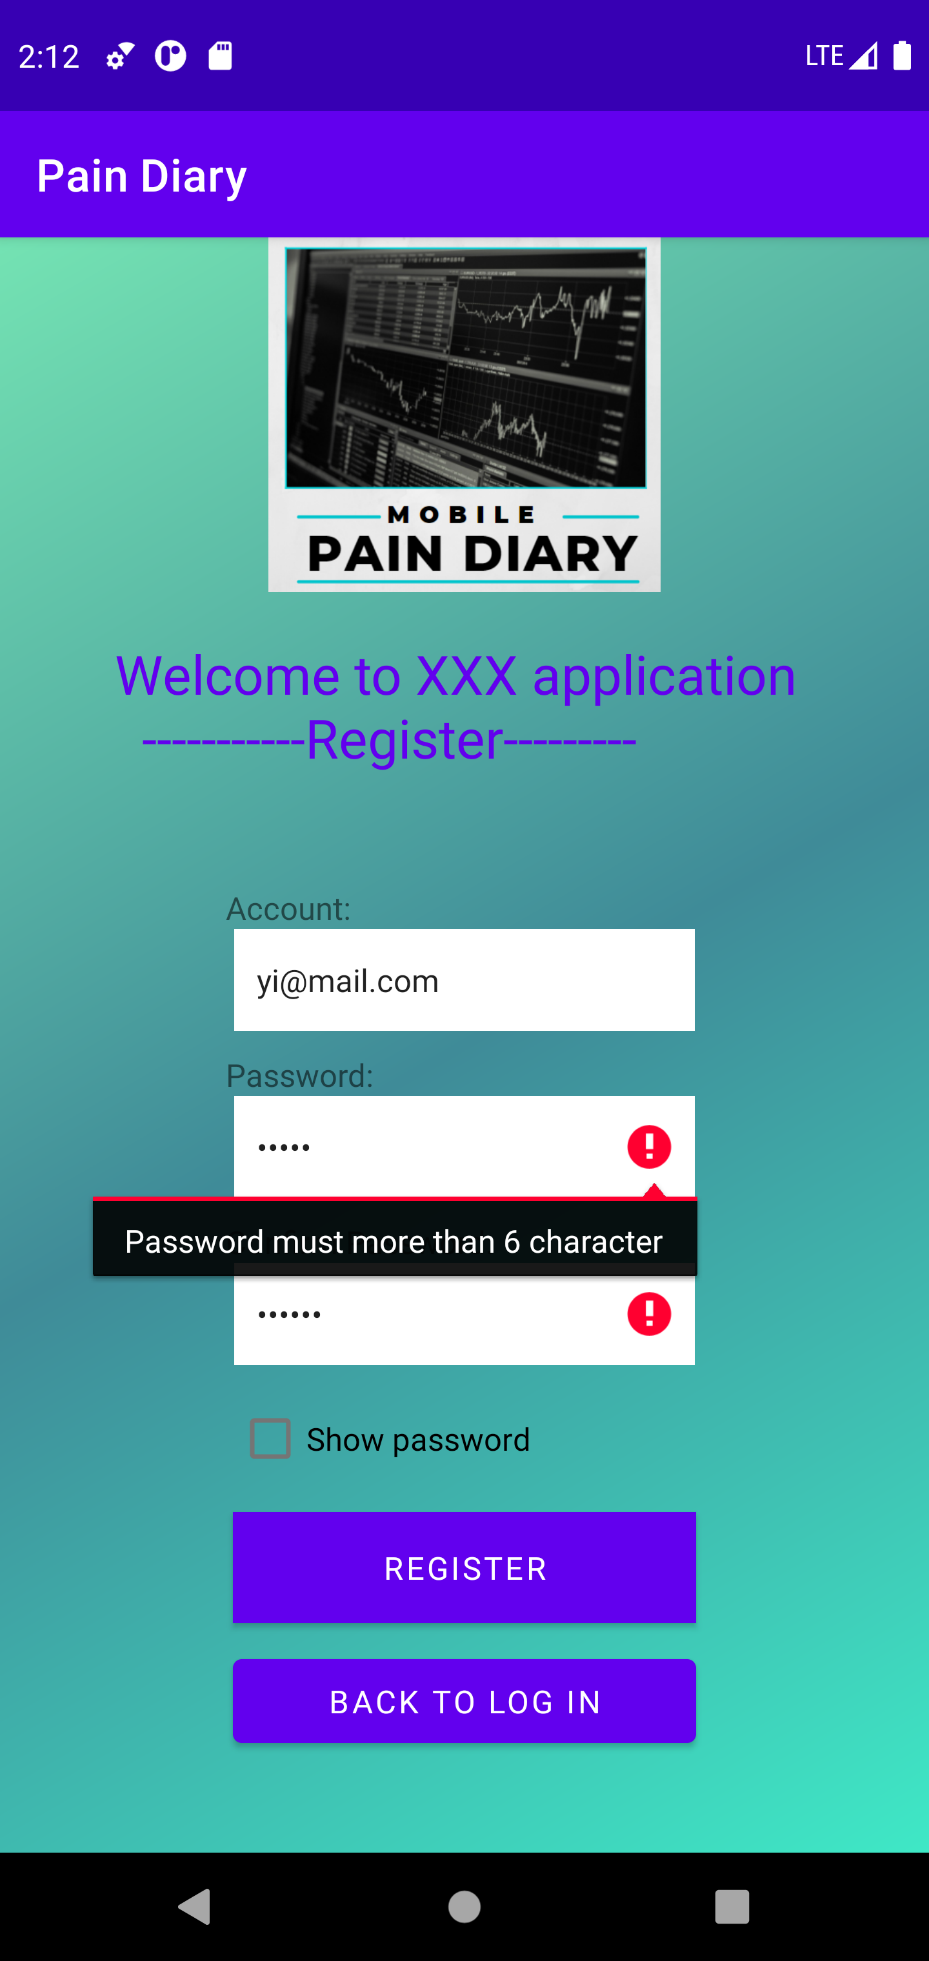 2:12
LTE
Pain Diary
MOBILE
PAIN DIARY
Welcome to XXX application
-----------Register---------
Account:
yi@mail.com
Password:
•••••
Password must more than 6 character
••••••
Show password
REGISTER
BACK TO LOG IN